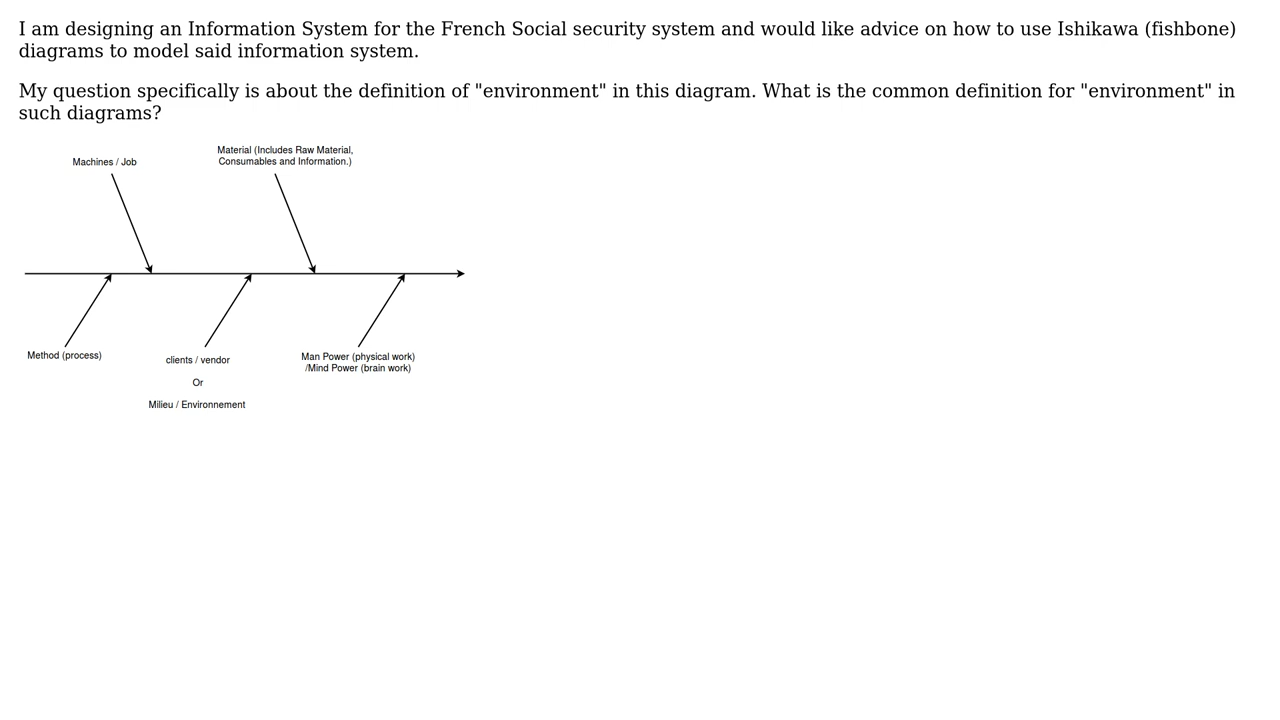 I am designing an Information System for the French Social security system and would like advice on how to use Ishikawa (fishbone)
diagrams to model said information system.
My question specifically is about the definition of "environment" in this diagram. What is the common definition for "environment" in
such diagrams?
Machines / Job
Material (Includes Raw Material,
Consumables and Information.)
Method (process)
clients / vendor
Or
Milieu / Environnement
Man Power (physical work)
/Mind Power (brain work)